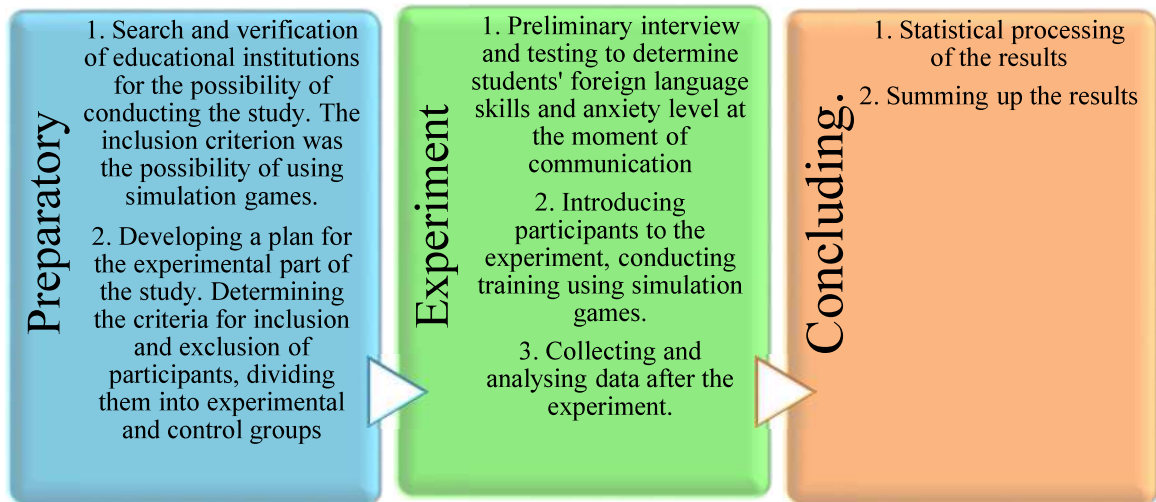 Preparatory
1. Search and verification
of educational institutions
for the possibility of
conducting the study. The
inclusion criterion was
the possibility of using
simulation games.
2. Developing a plan for
the experimental part of
the study. Determining
the criteria for inclusion
and exclusion of
participants, dividing
them into experimental
and control groups
Experiment
1. Preliminary interview
and testing to determine
students' foreign language
skills and anxiety level at
the moment of
communication
2. Introducing
participants to the
experiment, conducting
training using simulation
games.
3. Collecting and
analysing data after the
experiment.
Concluding.
1. Statistical processing
of the results
2. Summing up the results